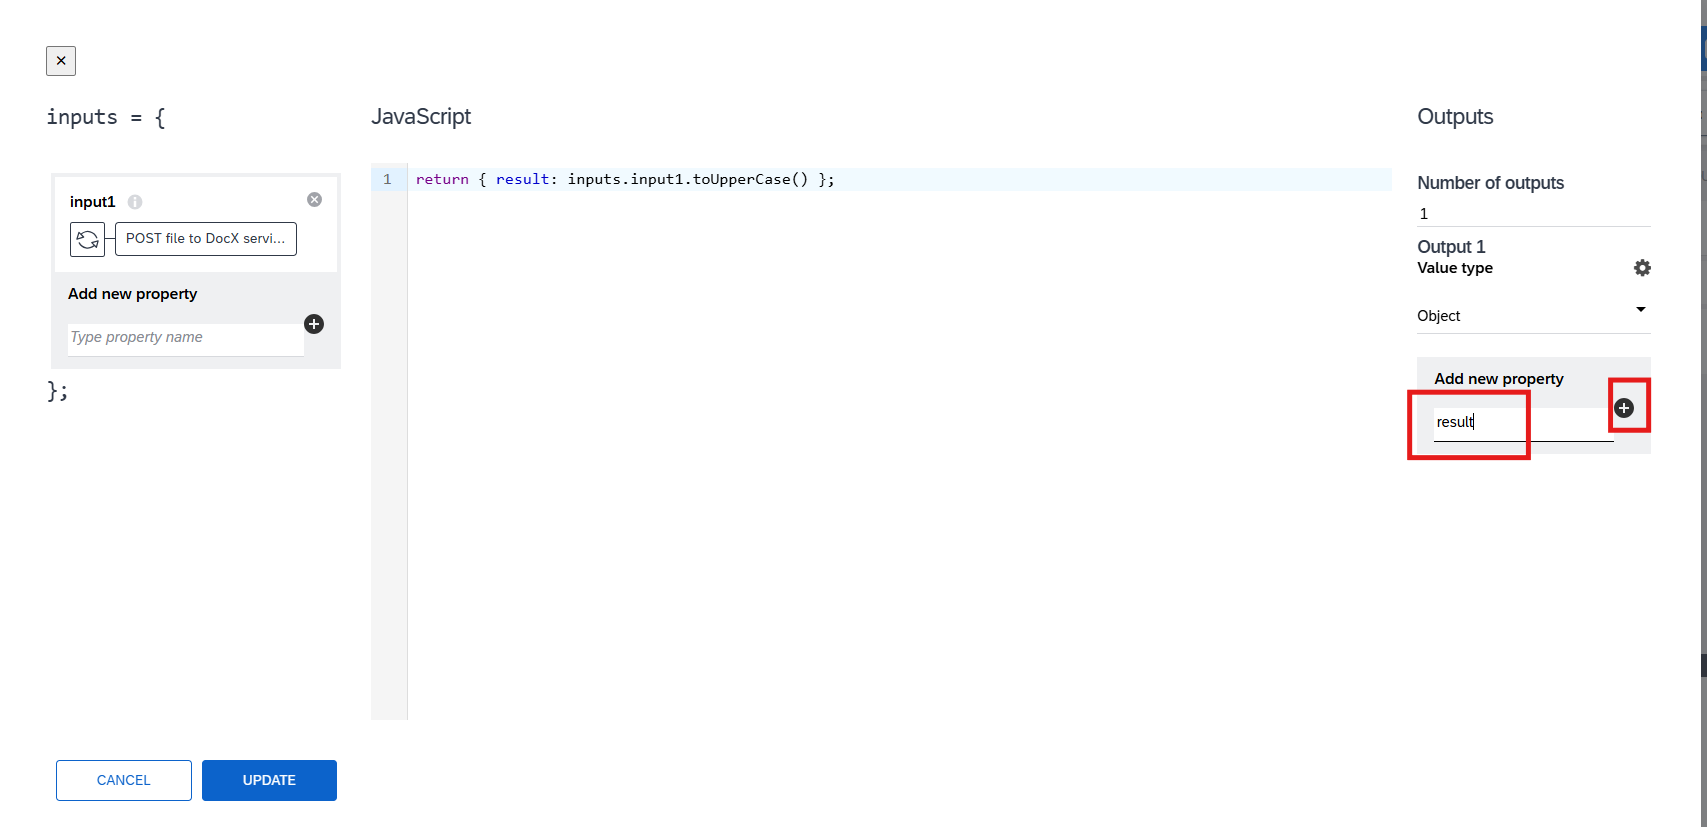 ×
inputs = {
input1
POST file to DocX servi...
Add new property
Type property name
};
CANCEL
UPDATE
JavaScript
1
return { result: inputs.input1.toUpperCase() };
Outputs
Number of outputs
1
Output 1
Value type
Object
Add new property
result